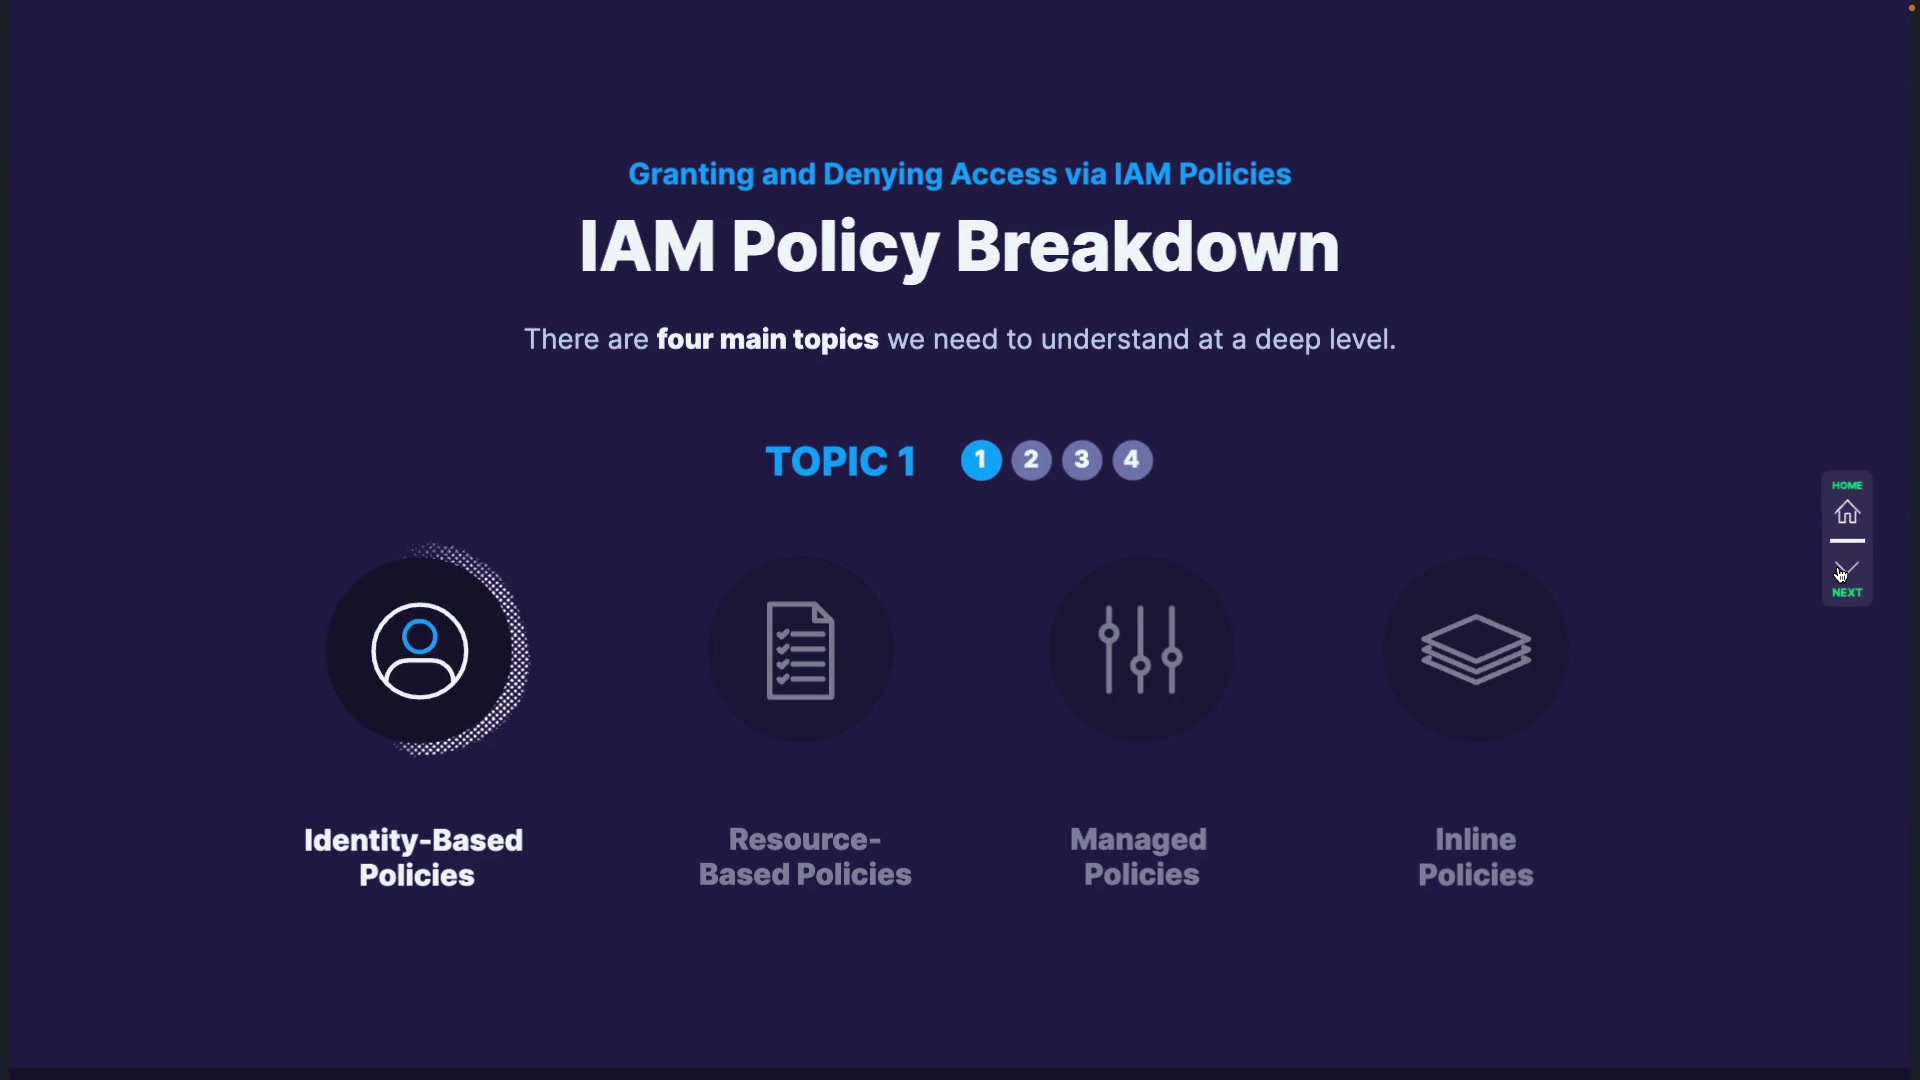 Granting and Denying Access via IAM Policies
IAM Policy Breakdown
There are four main topics we need to understand at a deep level.
TOPIC 1
1 2 3 4
HOME
NEXT
Identity-Based
Policies
Resource-
Based Policies
Managed
Policies
Inline
Policies